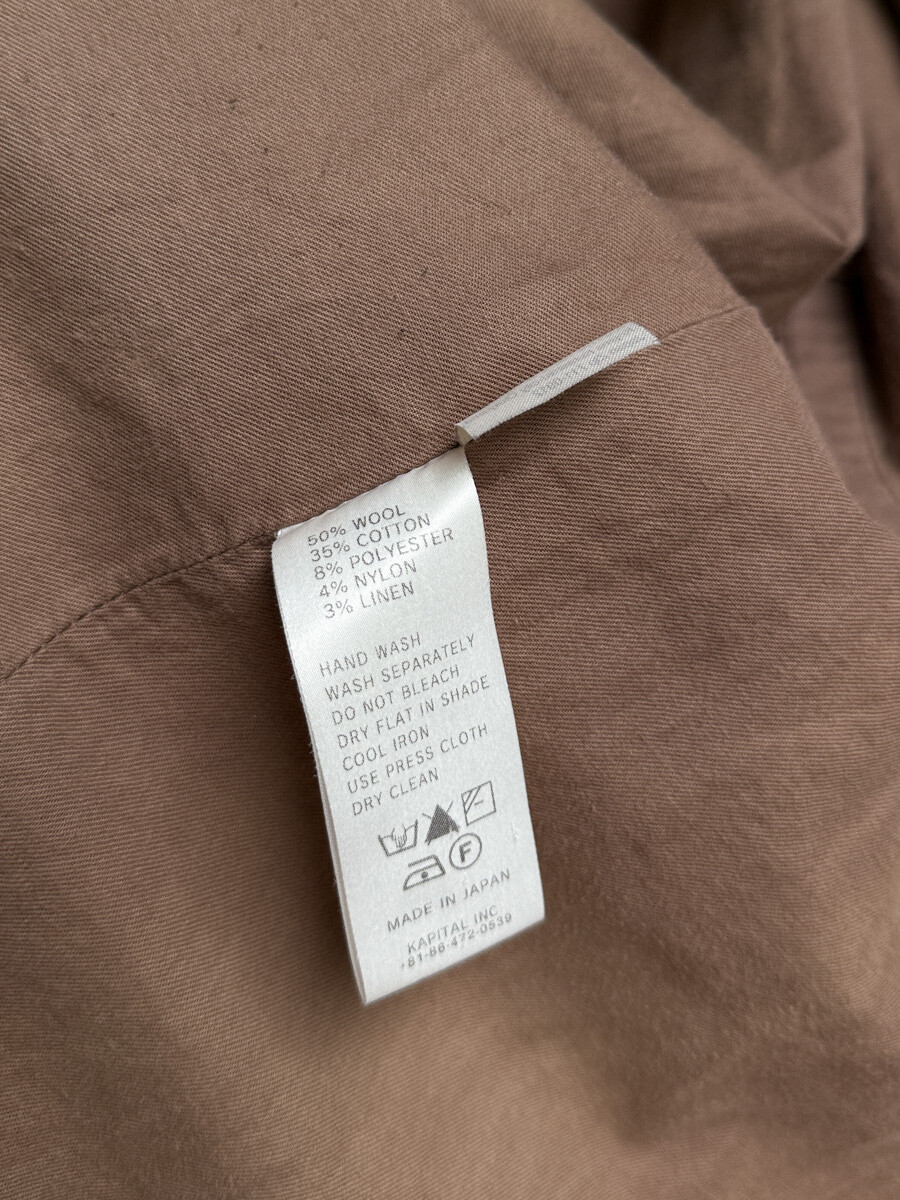 50% WOOL
35% COTTON
8% POLYESTER
4% NYLON
3% LINEN
HAND WASH
WASH SEPARATELY
DO NOT BLEACH
DRY FLAT IN SHADE
COOL IRON
USE PRESS CLOTH
DRY CLEAN
F
MADE IN JAPAN
KAPITAL INC
+81-86-472-0539